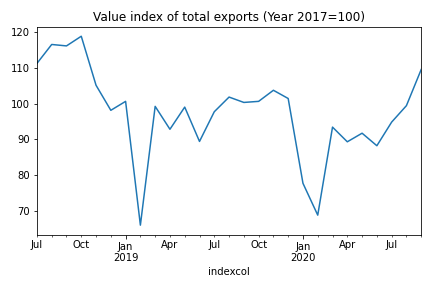 Value index of total exports (Year 2017=100)
120
110
100
90
80
70
Jul Oct Jan Apr Jul Oct Jan Apr Jul
2019 2020
indexcol